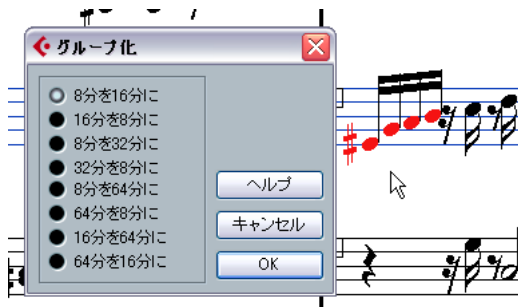 グループ化
8分を16分に
16分を8分に
8分を32分に
32分を8分に
8分を64分に
64分を8分に
16分を64分に
64分を16分に
ヘルプ
キャンセル
OK